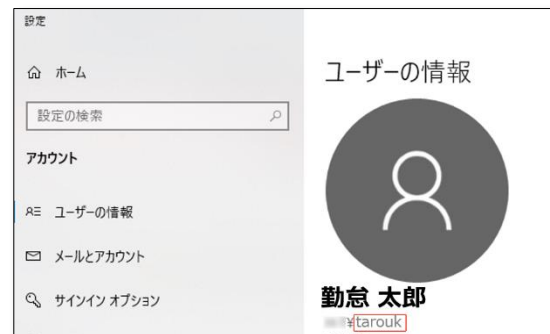 設定
ホーム
設定の検索
アカウント
ユーザーの情報
メールとアカウント
サインイン オプション
ユーザーの情報
勤怠 太郎
¥tarouk